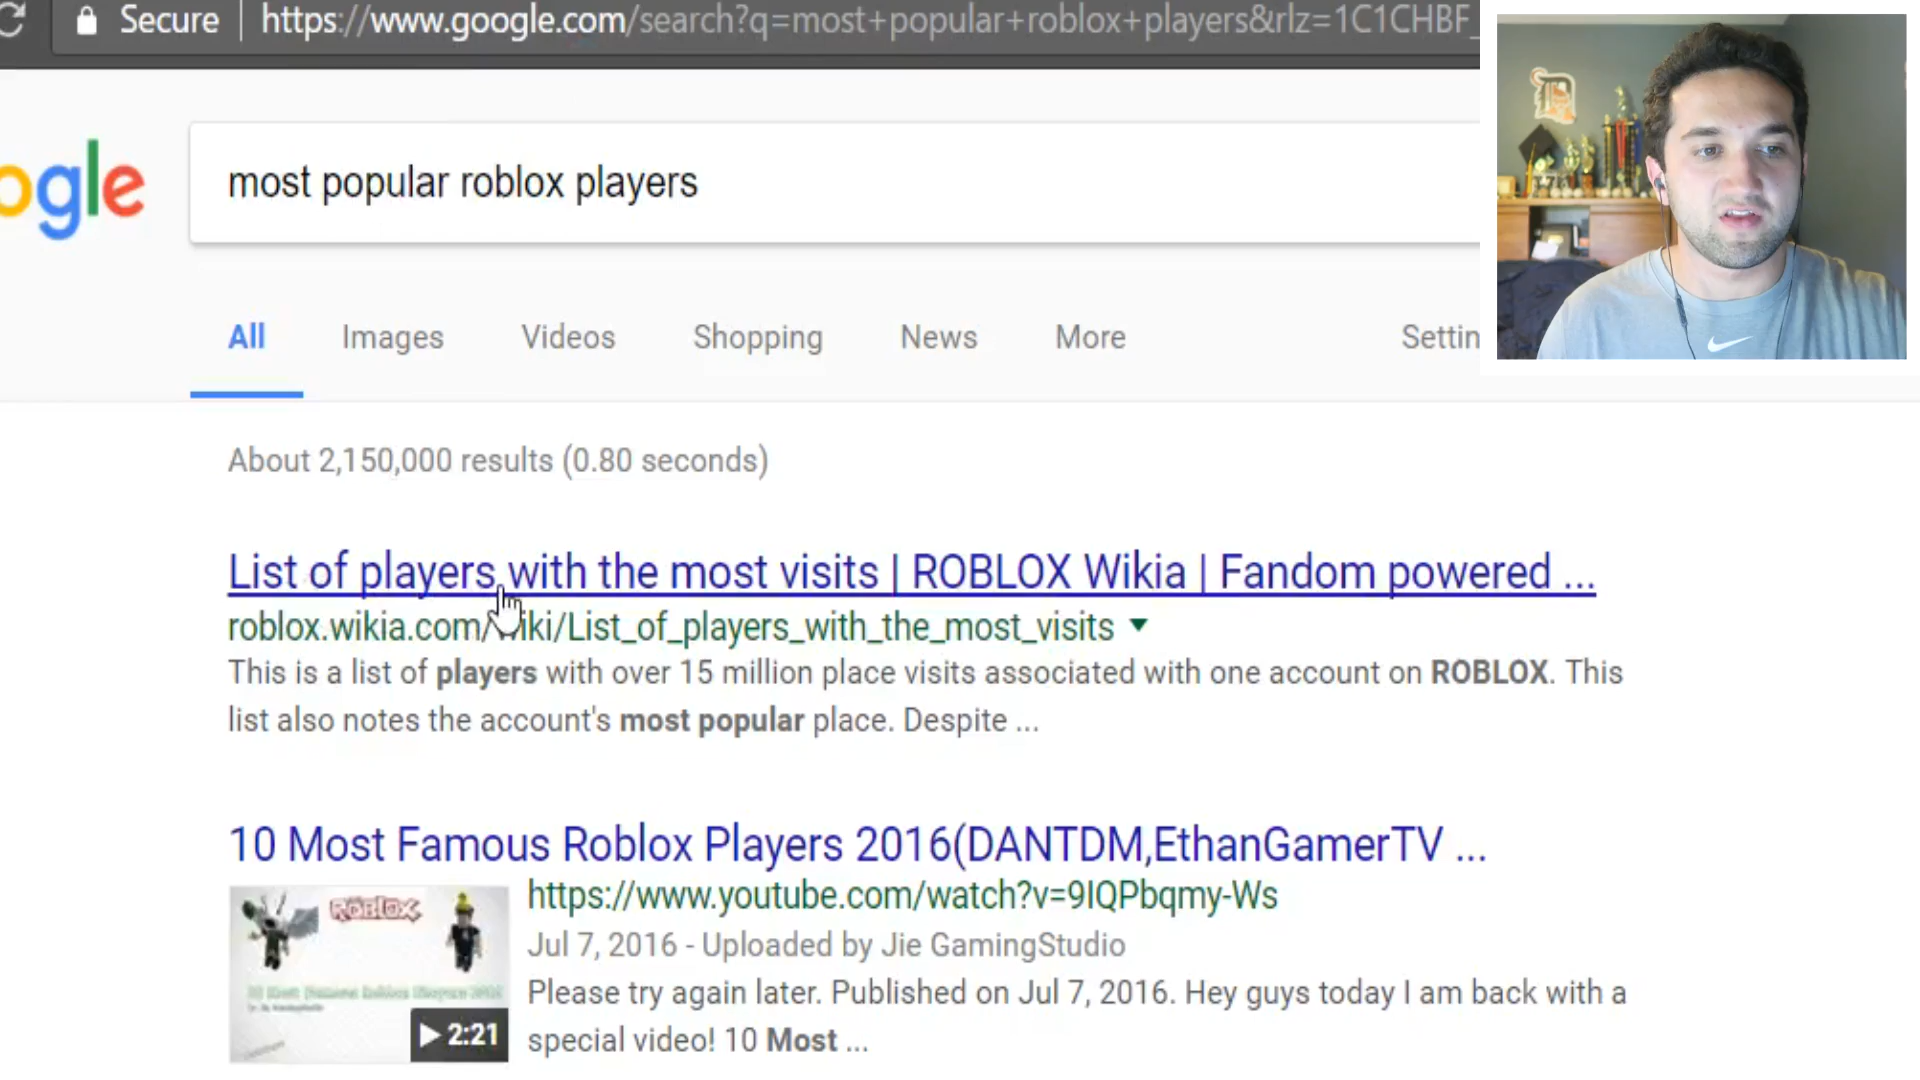 Secure https://www.google.com/search?q=most+popular+roblox+players&rlz=1C1CHBF_
ogle
most popular roblox players
All Images Videos Shopping News More Settin
About 2,150,000 results (0.80 seconds)
List of players with the most visits | ROBLOX Wikia | Fandom powered ...
roblox.wikia.com/wiki/List_of_players_with_the_most_visits
This is a list of players with over 15 million place visits associated with one account on ROBLOX. This
list also notes the account's most popular place. Despite ...
10 Most Famous Roblox Players 2016(DANTDM,EthanGamerTV ...
https://www.youtube.com/watch?v=9IQPbqmy-Ws
Jul 7, 2016 - Uploaded by Jie GamingStudio
Please try again later. Published on Jul 7, 2016. Hey guys today I am back with a
special video! 10 Most ...
ROBLOX
2:21